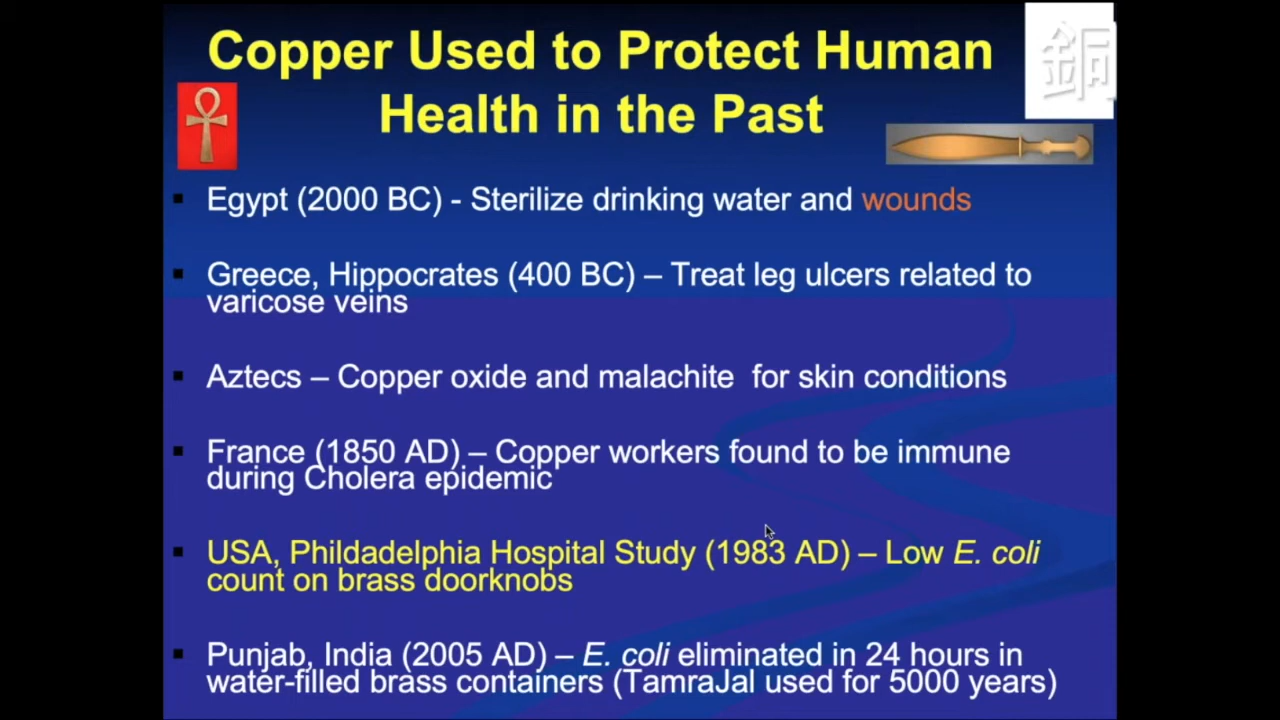 Copper Used to Protect Human
Health in the Past
銅
▪ Egypt (2000 BC) - Sterilize drinking water and wounds
▪ Greece, Hippocrates (400 BC) – Treat leg ulcers related to
varicose veins
▪ Aztecs – Copper oxide and malachite for skin conditions
▪ France (1850 AD) – Copper workers found to be immune
during Cholera epidemic
▪ USA, Phildadelphia Hospital Study (1983 AD) – Low E. coli
count on brass doorknobs
▪ Punjab, India (2005 AD) – E. coli eliminated in 24 hours in
water-filled brass containers (TamraJal used for 5000 years)